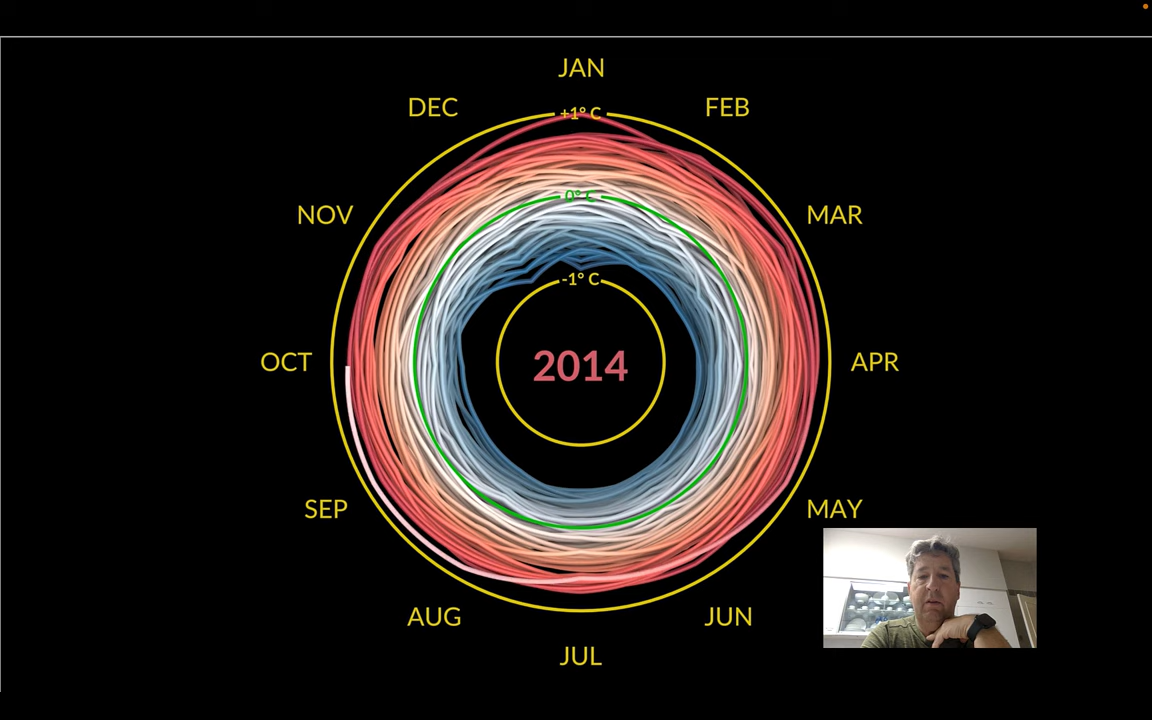 JAN
DEC
FEB
+1° C
NOV
MAR
0° C
-1° C
OCT
2014
APR
SEP
MAY
AUG
JUN
JUL